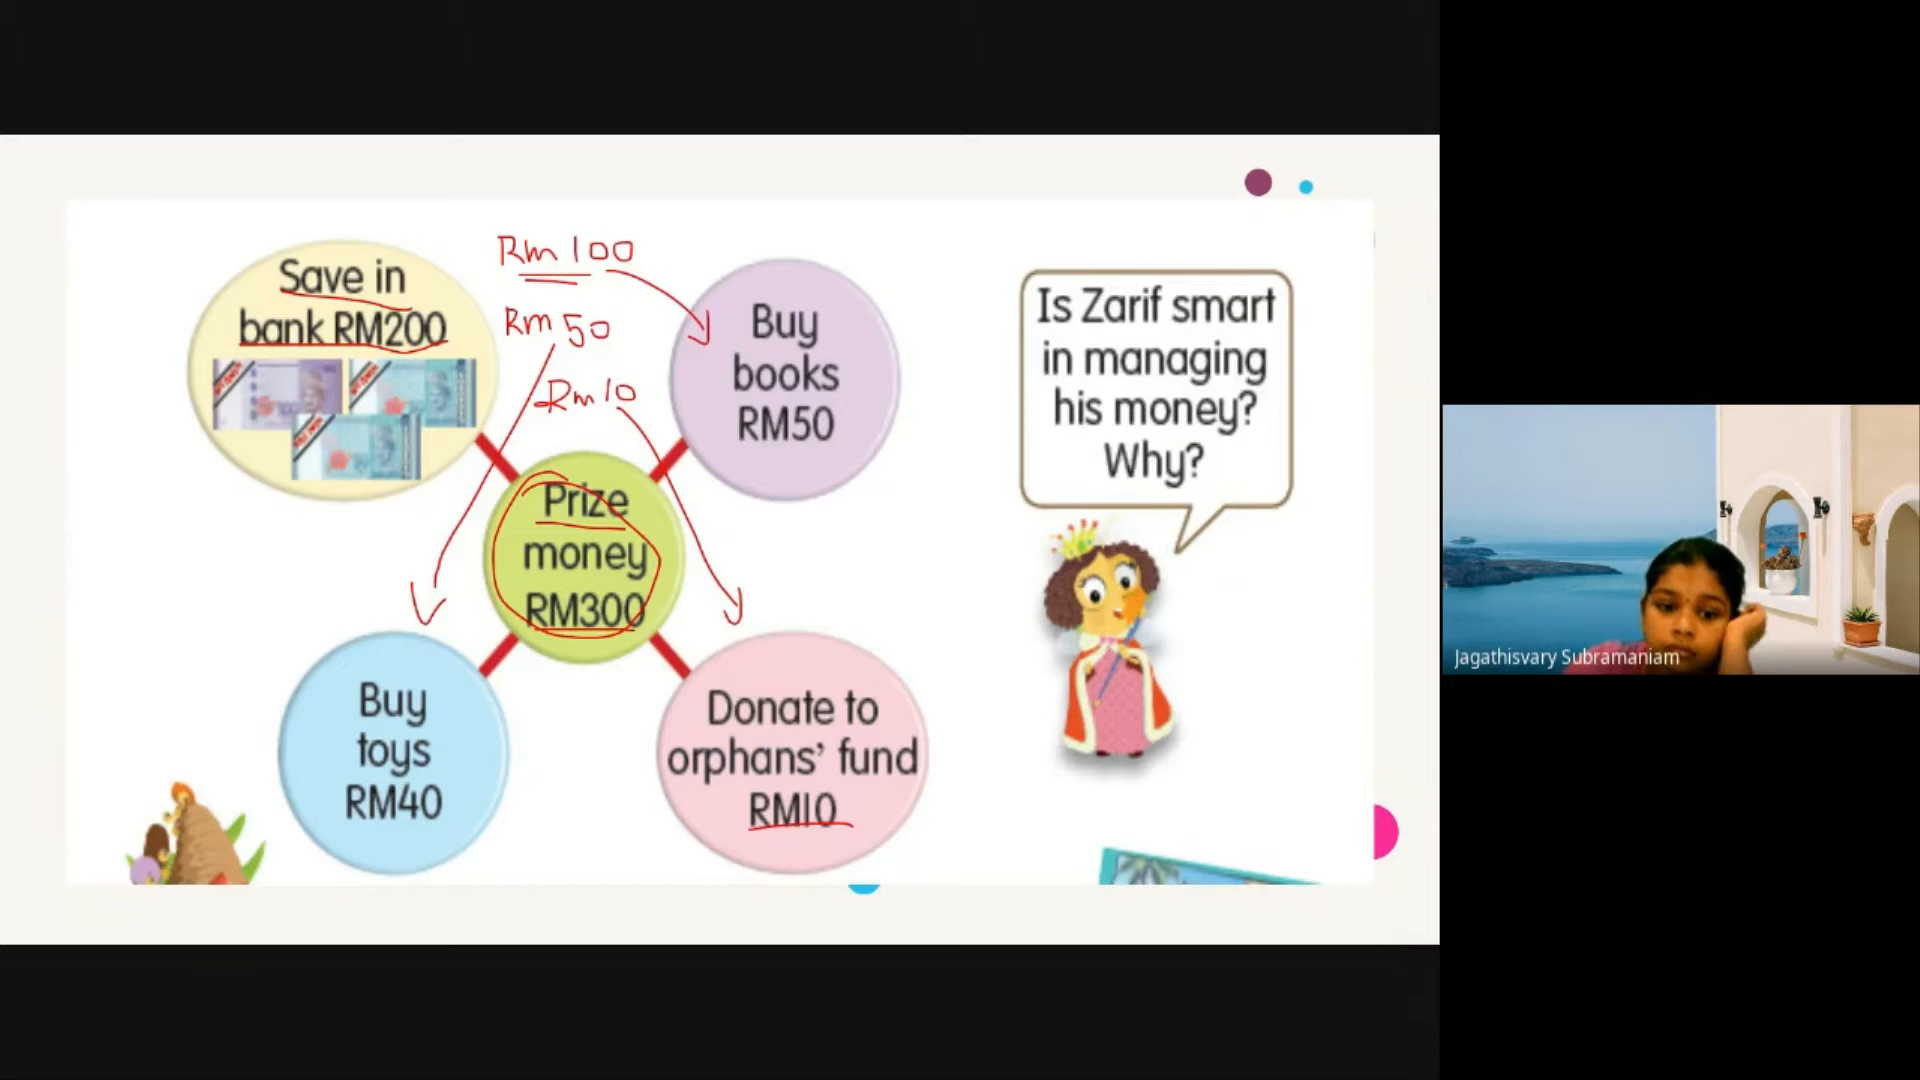 Save in
bank RM200
Rm 100
Rm 50
Rm 10
Buy
books
RM50
Prize
money
RM300
Buy
toys
RM40
Donate to
orphans' fund
RM10
Is Zarif smart
in managing
his money?
Why?
Jagathisvary Subramaniam